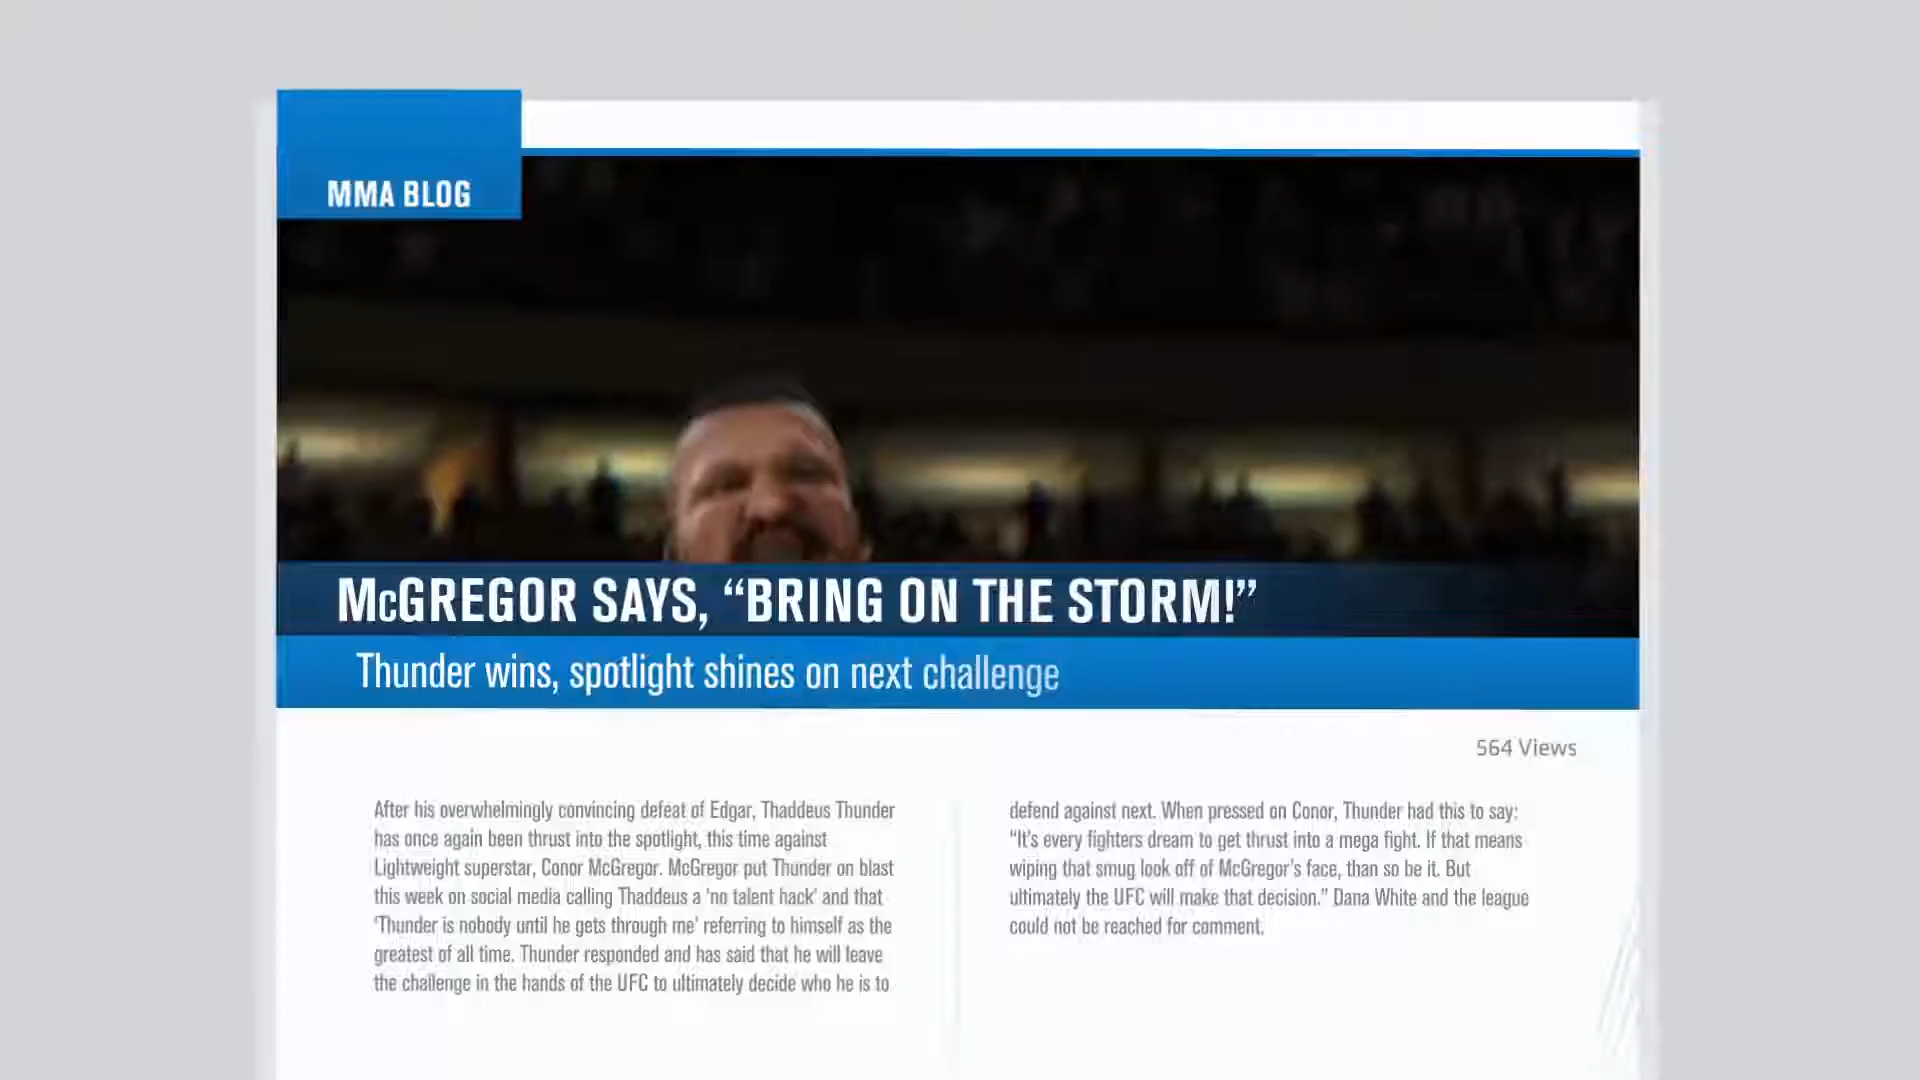 MMA BLOG
McGREGOR SAYS, “BRING ON THE STORM!”
Thunder wins, spotlight shines on next challenge
564 Views
After his overwhelmingly convincing defeat of Edgar, Thaddeus Thunder
has once again been thrust into the spotlight, this time against
Lightweight superstar, Conor McGregor. McGregor put Thunder on blast
this week on social media calling Thaddeus a 'no talent hack' and that
'Thunder is nobody until he gets through me' referring to himself as the
greatest of all time. Thunder responded and has said that he will leave
the challenge in the hands of the UFC to ultimately decide who he is to
defend against next. When pressed on Conor, Thunder had this to say:
“It's every fighters dream to get thrust into a mega fight. If that means
wiping that smug look off of McGregor's face, than so be it. But
ultimately the UFC will make that decision.” Dana White and the league
could not be reached for comment.